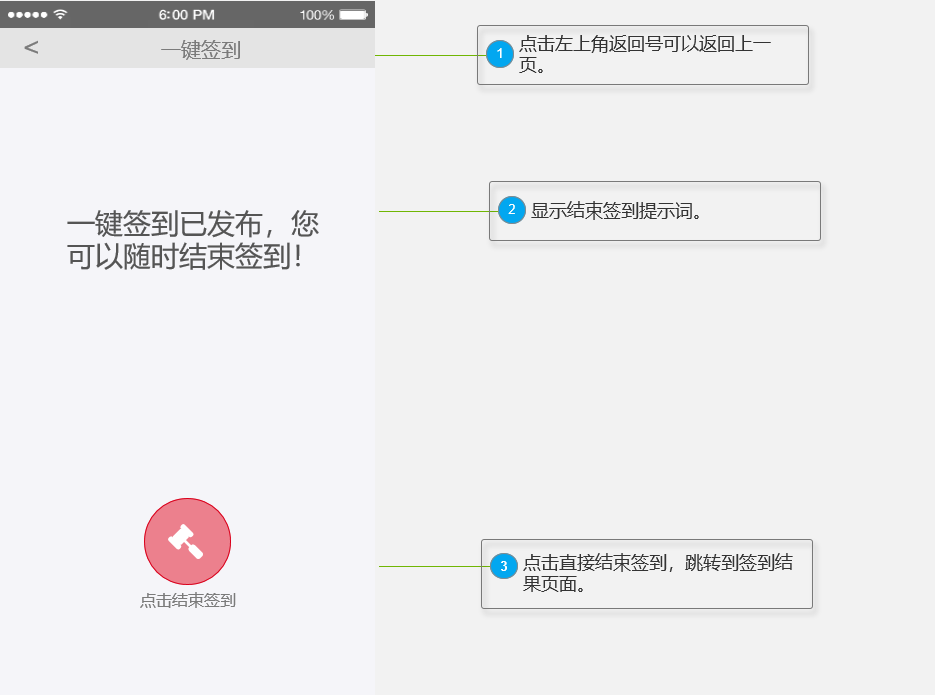 6:00 PM
100%
<
一键签到
1
点击左上角返回号可以返回上一
页。
一键签到已发布，您
可以随时结束签到！
2
显示结束签到提示词。
点击结束签到
3
点击直接结束签到，跳转到签到结
果页面。